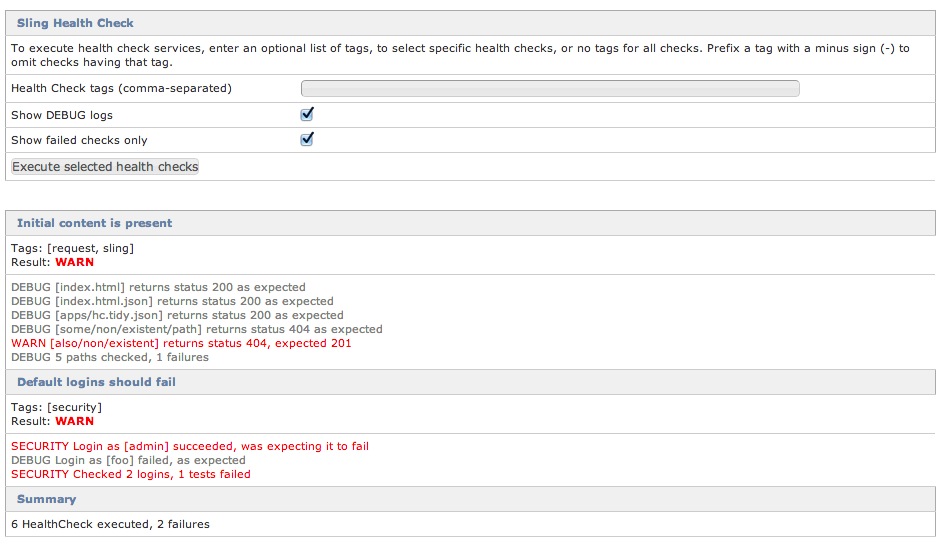 Sling Health Check
To execute health check services, enter an optional list of tags, to select specific health checks, or no tags for all checks. Prefix a tag with a minus sign (-) to
omit checks having that tag.
Health Check tags (comma-separated)
Show DEBUG logs
Show failed checks only
Execute selected health checks
Initial content is present
Tags: [request, sling]
Result: WARN
DEBUG [index.html] returns status 200 as expected
DEBUG [index.html.json] returns status 200 as expected
DEBUG [apps/hc.tidy.json] returns status 200 as expected
DEBUG [some/non/existent/path] returns status 404 as expected
WARN [also/non/existent] returns status 404, expected 201
DEBUG 5 paths checked, 1 failures
Default logins should fail
Tags: [security]
Result: WARN
SECURITY Login as [admin] succeeded, was expecting it to fail
DEBUG Login as [foo] failed, as expected
SECURITY Checked 2 logins, 1 tests failed
Summary
6 HealthCheck executed, 2 failures